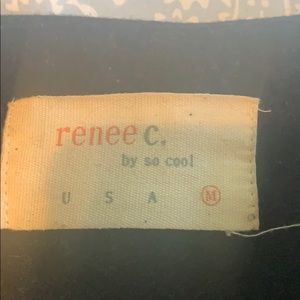 renee c.
by so cool
U S A M